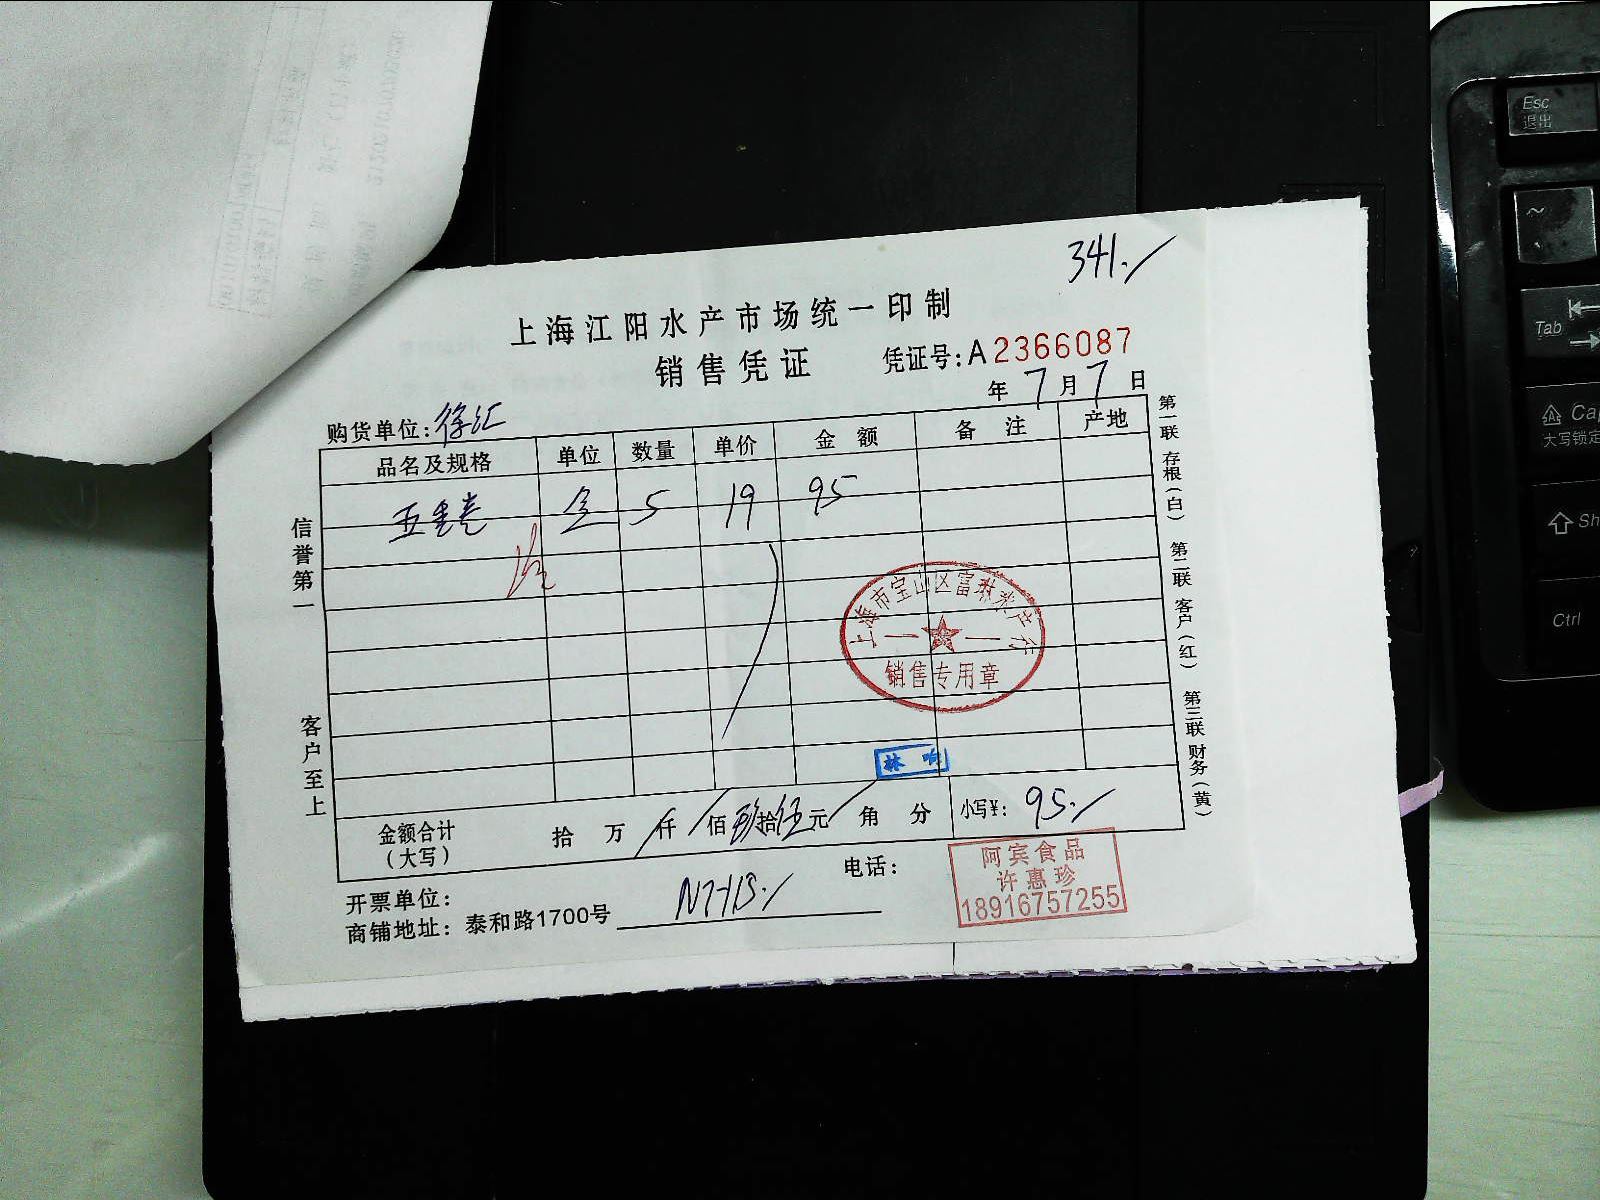 341.
上海江阳水产市场统一印制
销售凭证 凭证号:A2366087
年7月7日
购货单位:徐汇
品名及规格 单位 数量 单价 金额 备注 产地
5 19 95
信誉第一
客户至上
第一联 存根(白) 第二联 客户(红) 第三联 财务(黄)
上海市宝山区富琳水产行
销售专用章
林
金额合计(大写) 拾 万 仟 佰 玖拾伍元 角 分 小写¥: 95.
开票单位: 电话:
商铺地址: 泰和路1700号
阿宾食品
许惠珍
18916757255
Esc
退出
~
Tab
Cap
大写锁定
Sh
Ctrl